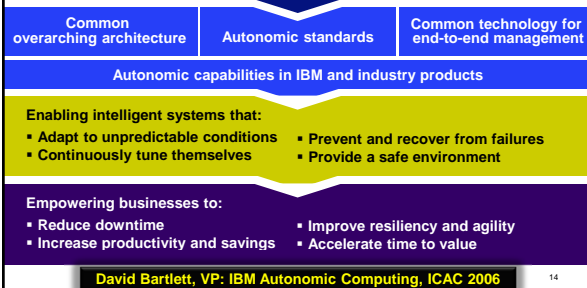 Common
overarching architecture
Autonomic standards
Common technology for
end-to-end management
Autonomic capabilities in IBM and industry products
Enabling intelligent systems that:
▪ Adapt to unpredictable conditions
▪ Continuously tune themselves
▪ Prevent and recover from failures
▪ Provide a safe environment
Empowering businesses to:
▪ Reduce downtime
▪ Increase productivity and savings
▪ Improve resiliency and agility
▪ Accelerate time to value
David Bartlett, VP: IBM Autonomic Computing, ICAC 2006
14